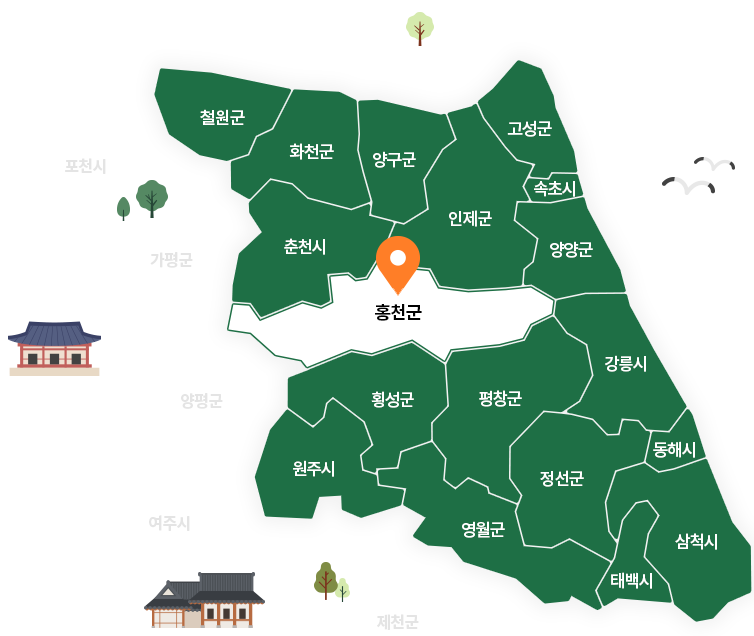 철원군
고성군
화천군
양구군
포천시
속초시
인제군
춘천시
양양군
가평군
홍천군
강릉시
양평군
횡성군
평창군
동해시
원주시
정선군
여주시
영월군
삼척시
태백시
제천군